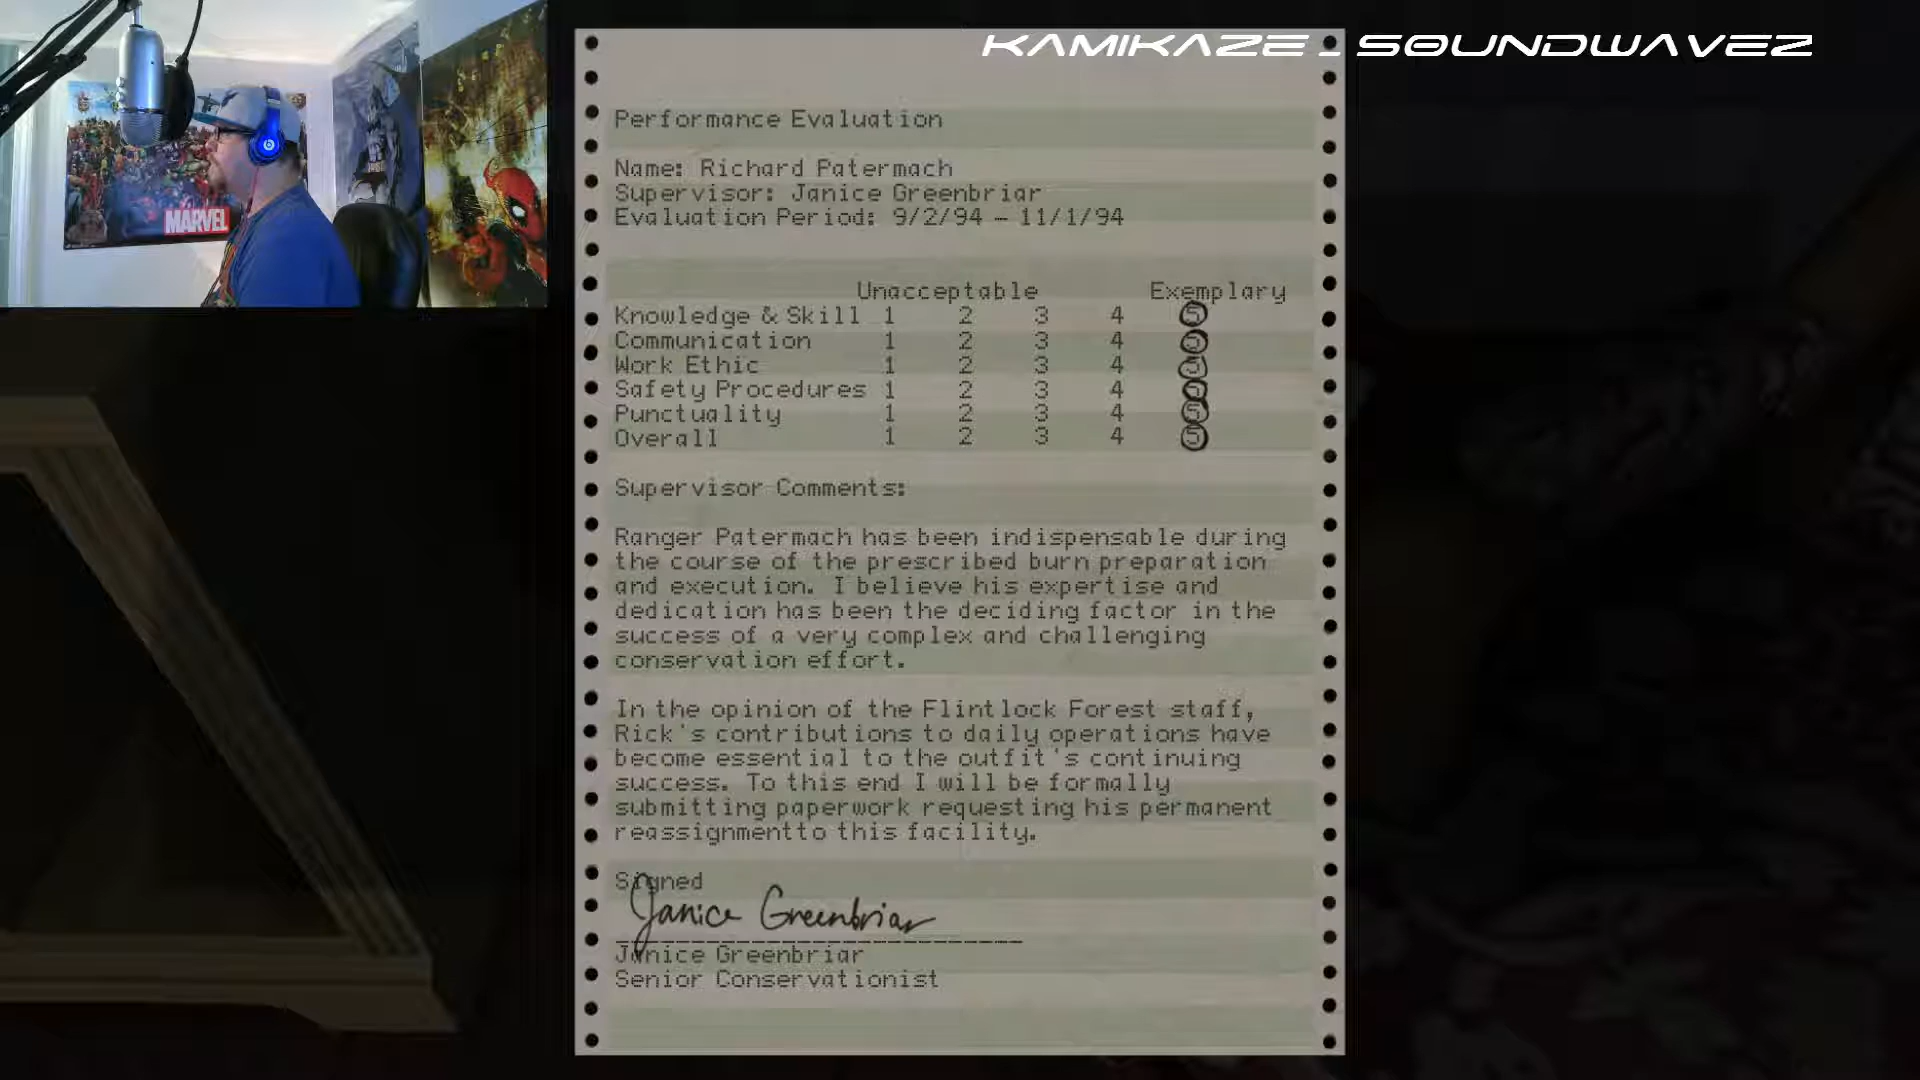 KAMIKAZE_SOUNDWAVEZ
MARVEL
Performance Evaluation
Name: Richard Patermach
Supervisor: Janice Greenbriar
Evaluation Period: 9/2/94 - 11/1/94
Unacceptable Exemplary
Knowledge & Skill 1 2 3 4 5
Communication 1 2 3 4 5
Work Ethic 1 2 3 4 5
Safety Procedures 1 2 3 4 5
Punctuality 1 2 3 4 5
Overall 1 2 3 4 5
Supervisor Comments:
Ranger Patermach has been indispensable during
the course of the prescribed burn preparation
and execution. I believe his expertise and
dedication has been the deciding factor in the
success of a very complex and challenging
conservation effort.
In the opinion of the Flintlock Forest staff,
Rick's contributions to daily operations have
become essential to the outfit's continuing
success. To this end I will be formally
submitting paperwork requesting his permanent
reassignmentto this facility.
Signed
Janice Greenbriar
Janice Greenbriar
Senior Conservationist